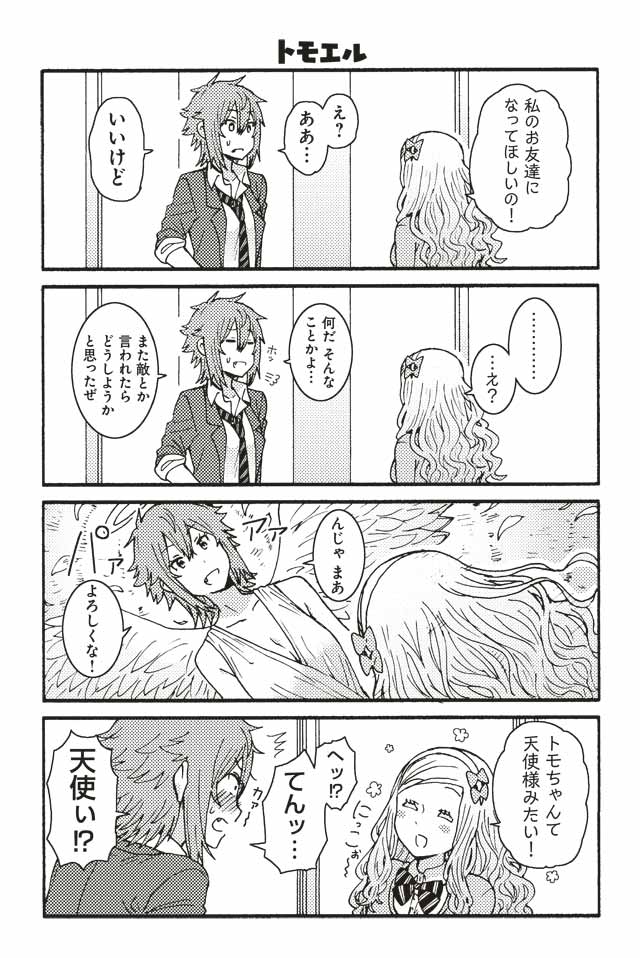 トモエル
私のお友達に
なってほしいの！
え？
ああ…
いいけど
…………
…え？
何だ そんな
ことかよ…
ホッ
また敵とか
言われたら
どうしようか
と思ったぜ
んじゃ まあ
アァアァ
よろしくな！
トモちゃんて
天使様みたい！
にっこぉ
ヘッ!?
てんッ…
カァ〜
天使ぃ!?